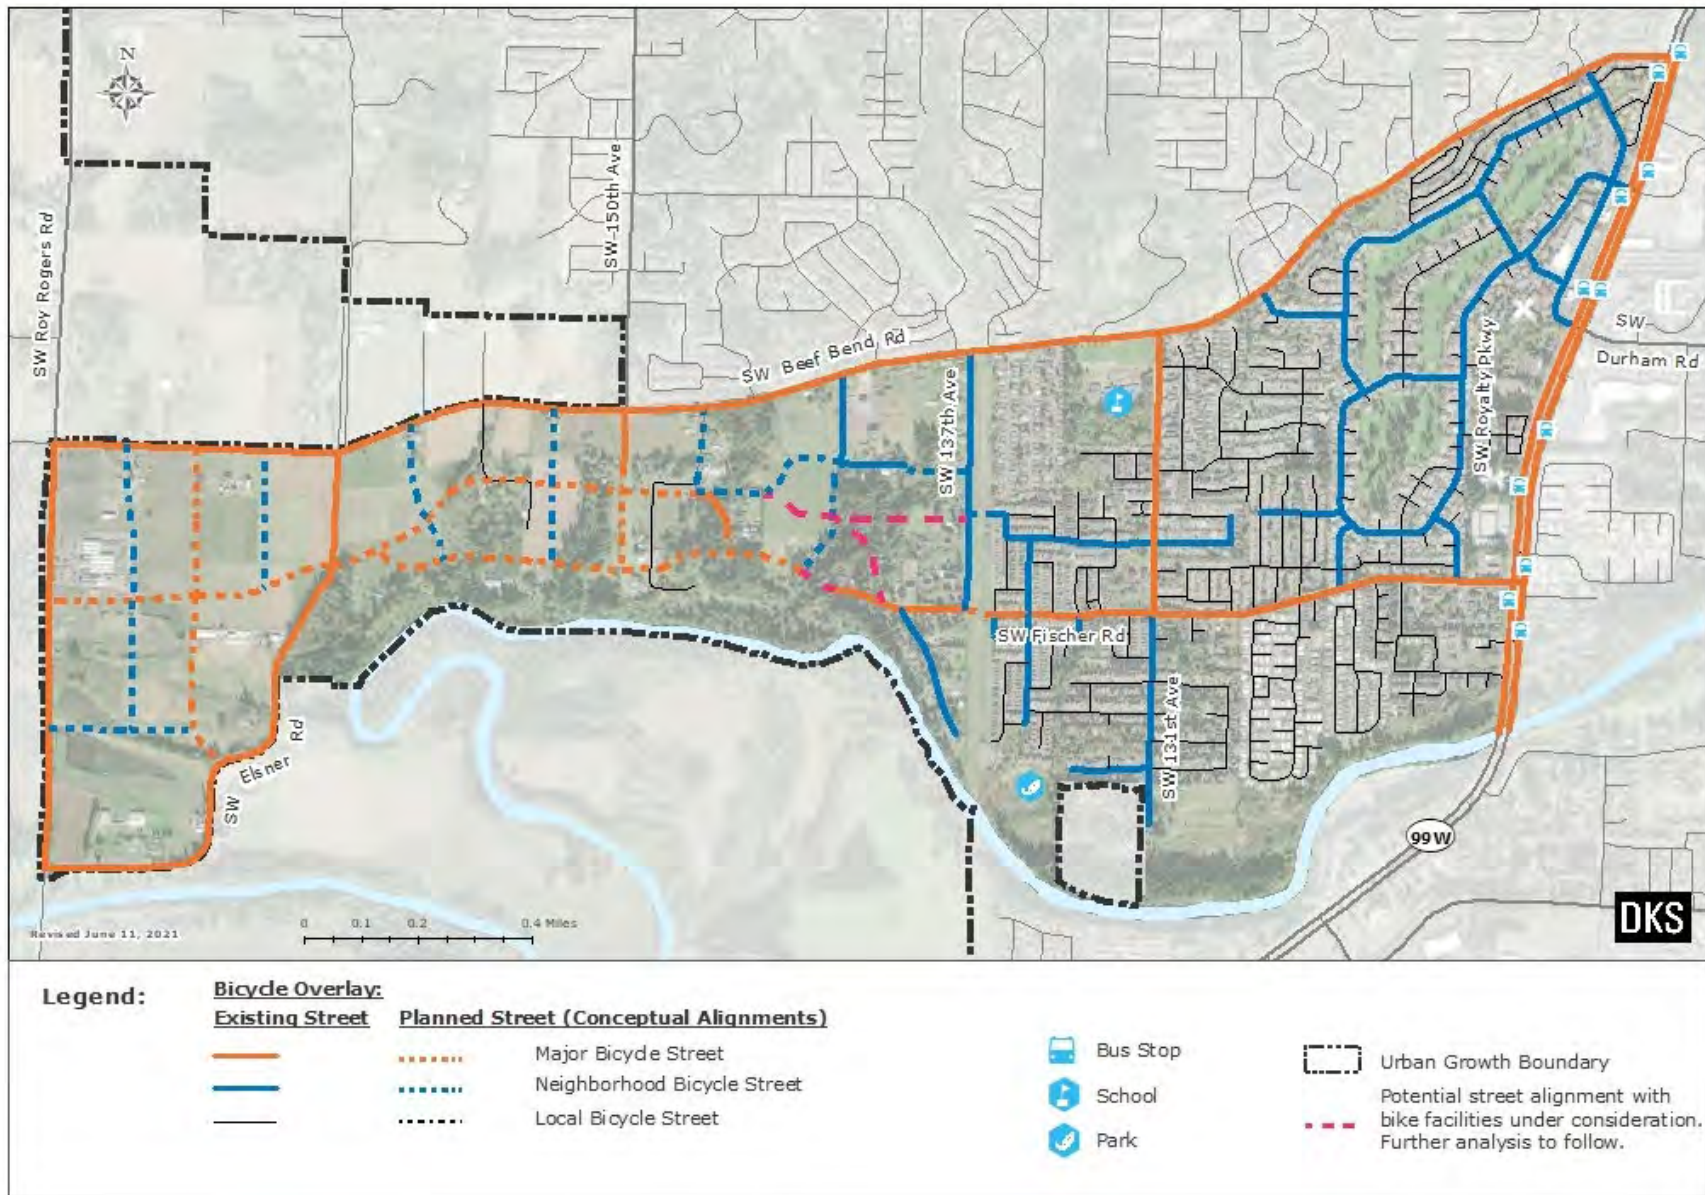 N
SW Roy Rogers Rd
SW 150th Ave
SW Beef Bend Rd
SW 137th Ave
SW Royalty Pkwy
SW
Durham Rd
SW Fischer Rd
SW 131st Ave
SW Elsner Rd
99W
0 0.1 0.2 0.4 Miles
Revised June 11, 2021
DKS
Legend:
Bicycle Overlay:
Existing Street Planned Street (Conceptual Alignments)
Major Bicycle Street
Neighborhood Bicycle Street
Local Bicycle Street
Bus Stop
School
Park
Urban Growth Boundary
Potential street alignment with
bike facilities under consideration.
Further analysis to follow.